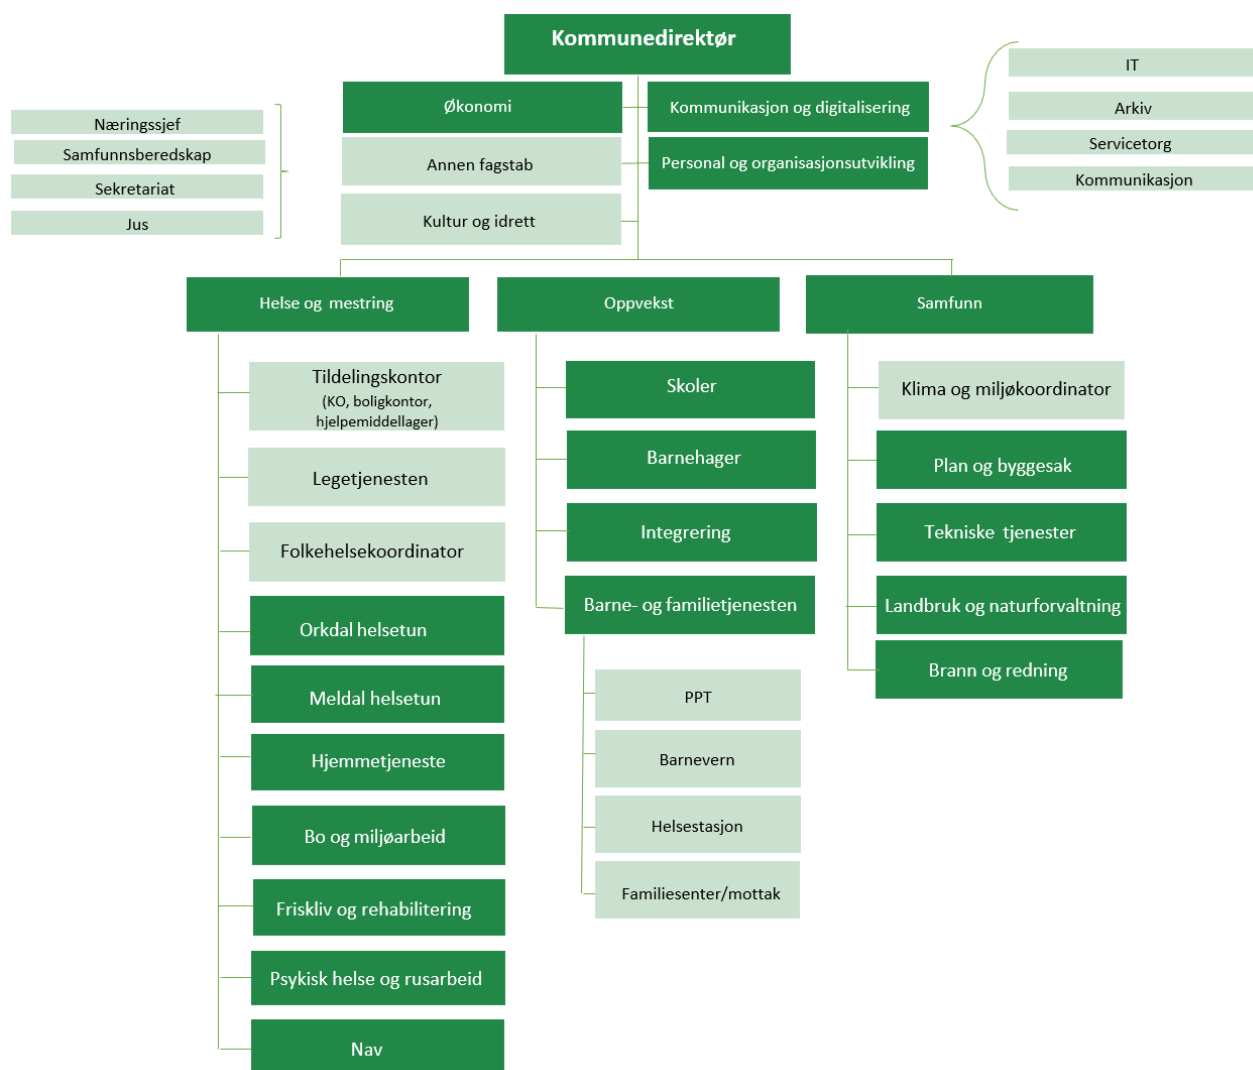 Kommunedirektør
Økonomi
Kommunikasjon og digitalisering
Annen fagstab
Personal og organisasjonsutvikling
Kultur og idrett
Næringssjef
Samfunnsberedskap
Sekretariat
Jus
IT
Arkiv
Servicetorg
Kommunikasjon
Helse og mestring
Tildelingskontor
(KO, boligkontor,
hjelpemiddellager)
Legetjenesten
Folkehelsekoordinator
Orkdal helsetun
Meldal helsetun
Hjemmetjeneste
Bo og miljøarbeid
Friskliv og rehabilitering
Psykisk helse og rusarbeid
Nav
Oppvekst
Skoler
Barnehager
Integrering
Barne- og familietjenesten
PPT
Barnevern
Helsestasjon
Familiesenter/mottak
Samfunn
Klima og miljøkoordinator
Plan og byggesak
Tekniske tjenester
Landbruk og naturforvaltning
Brann og redning